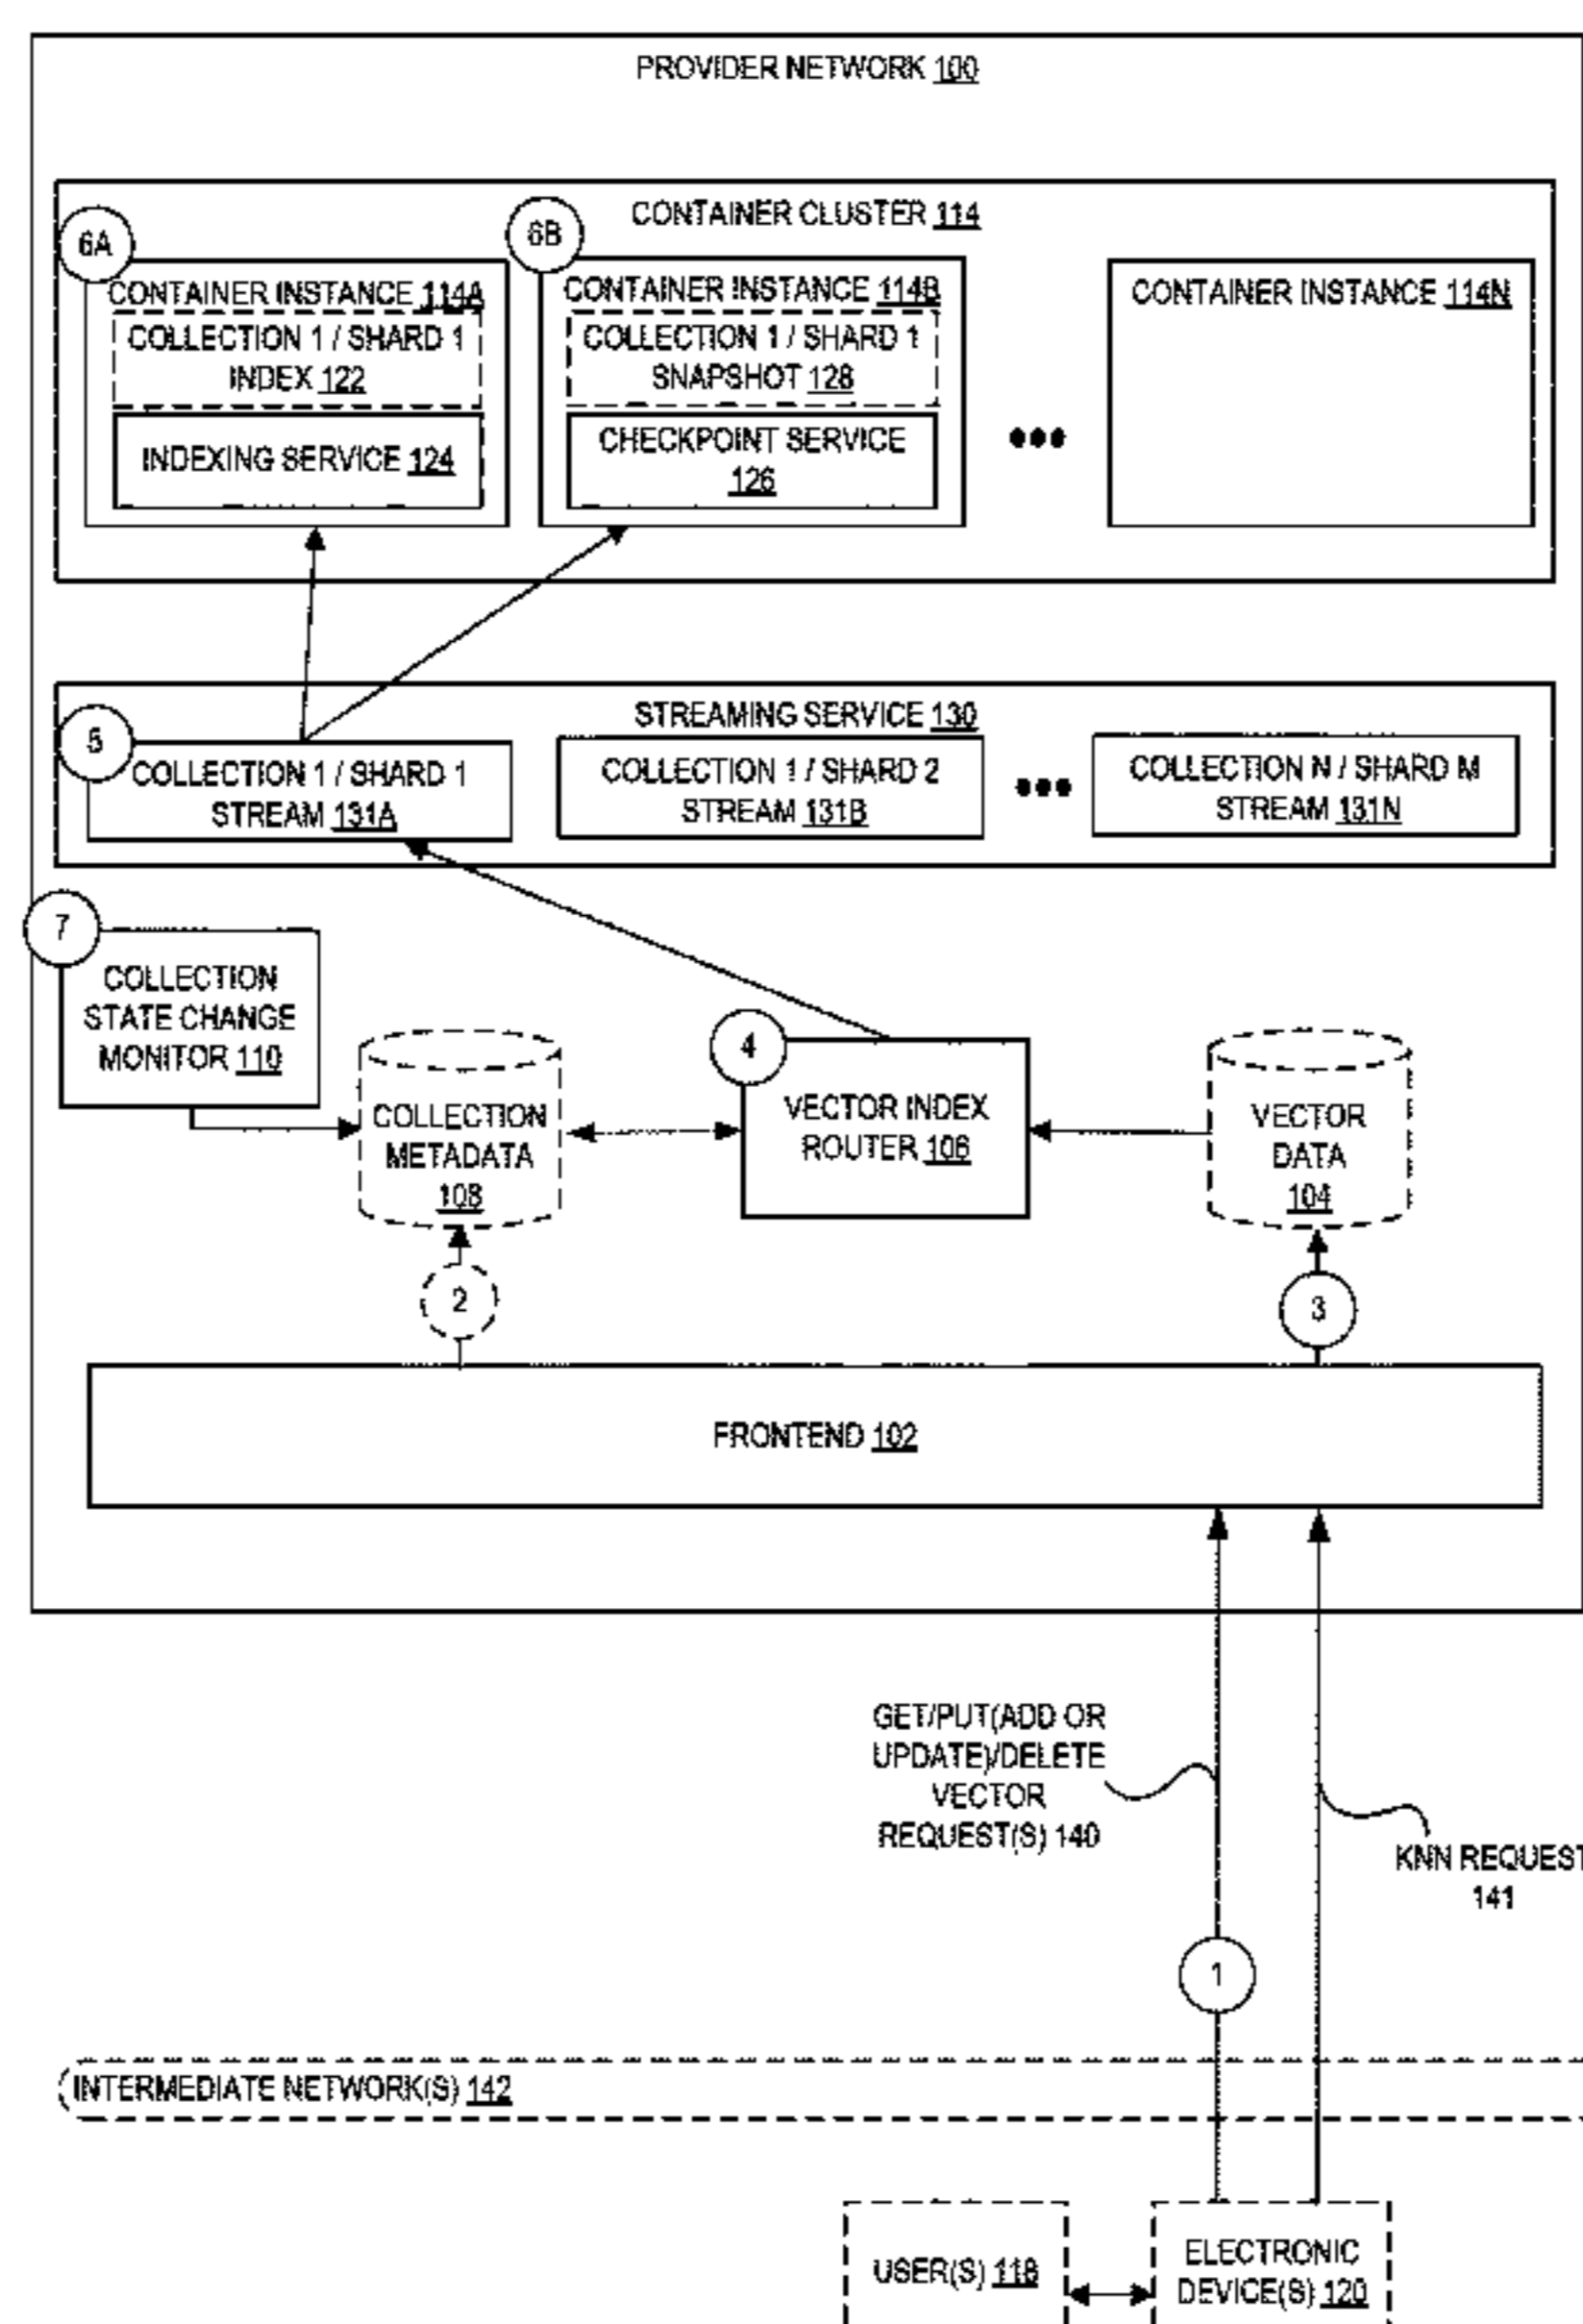 PROVIDER NETWORK 100
CONTAINER CLUSTER 114
6A
6B
CONTAINER INSTANCE 114A
COLLECTION 1 / SHARD 1
INDEX 122
INDEXING SERVICE 124
CONTAINER INSTANCE 114B
COLLECTION 1 / SHARD 1
SNAPSHOT 128
CHECKPOINT SERVICE
126
CONTAINER INSTANCE 114N
STREAMING SERVICE 130
5
COLLECTION 1 / SHARD 1
STREAM 131A
COLLECTION 1 / SHARD 2
STREAM 131B
COLLECTION N / SHARD M
STREAM 131N
7
COLLECTION
STATE CHANGE
MONITOR 110
COLLECTION
METADATA
108
4
VECTOR INDEX
ROUTER 106
VECTOR
DATA
104
2
3
FRONTEND 102
GET/PUT(ADD OR
UPDATE)/DELETE
VECTOR
REQUEST(S) 140
KNN REQUEST
141
1
INTERMEDIATE NETWORK(S) 142
USER(S) 118
ELECTRONIC
DEVICE(S) 120